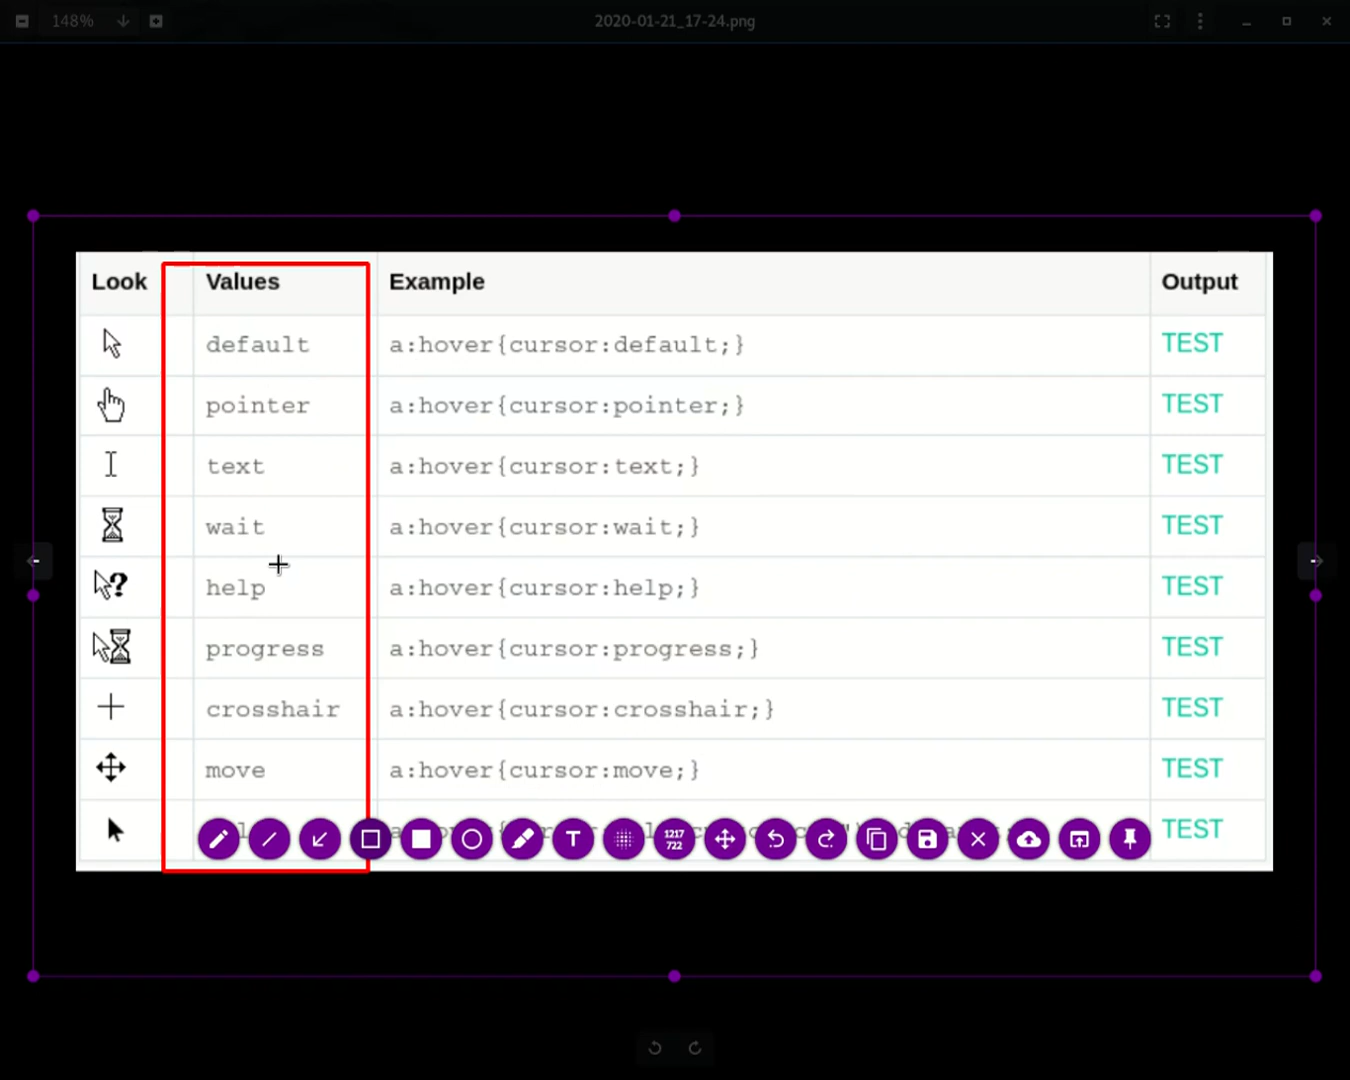 148%
2020-01-21_17-24.png
Look Values Example Output
default a:hover{cursor:default;} TEST
pointer a:hover{cursor:pointer;} TEST
text a:hover{cursor:text;} TEST
wait a:hover{cursor:wait;} TEST
? help a:hover{cursor:help;} TEST
progress a:hover{cursor:progress;} TEST
crosshair a:hover{cursor:crosshair;} TEST
move a:hover{cursor:move;} TEST
TEST
T
1217
722